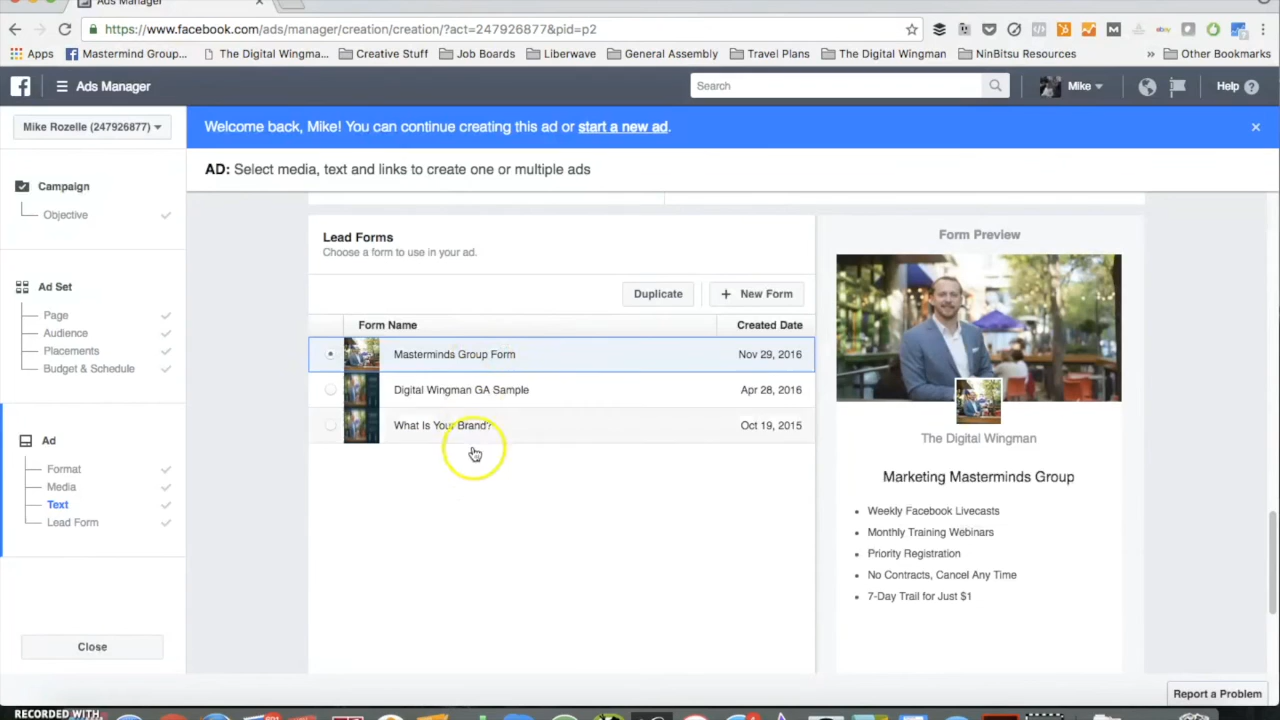 Ads Manager
https://www.facebook.com/ads/manager/creation/creation/?act=247926877&pid=p2
Apps
Mastermind Group...
The Digital Wingma...
Creative Stuff
Job Boards
Liberwave
General Assembly
Travel Plans
The Digital Wingman
NinBitsu Resources
»
Other Bookmarks
Ads Manager
Search
Mike
Help
Mike Rozelle (247926877)
Welcome back, Mike! You can continue creating this ad or start a new ad.
AD: Select media, text and links to create one or multiple ads
Campaign
Objective
Ad Set
Page
Audience
Placements
Budget & Schedule
Ad
Format
Media
Text
Lead Form
Close
Lead Forms
Choose a form to use in your ad.
Duplicate
+ New Form
Form Name Created Date
Masterminds Group Form Nov 29, 2016
Digital Wingman GA Sample Apr 28, 2016
What Is Your Brand? Oct 19, 2015
Form Preview
The Digital Wingman
Marketing Masterminds Group
• Weekly Facebook Livecasts
• Monthly Training Webinars
• Priority Registration
• No Contracts, Cancel Any Time
• 7-Day Trail for Just $1
Report a Problem
RECORDED WITH